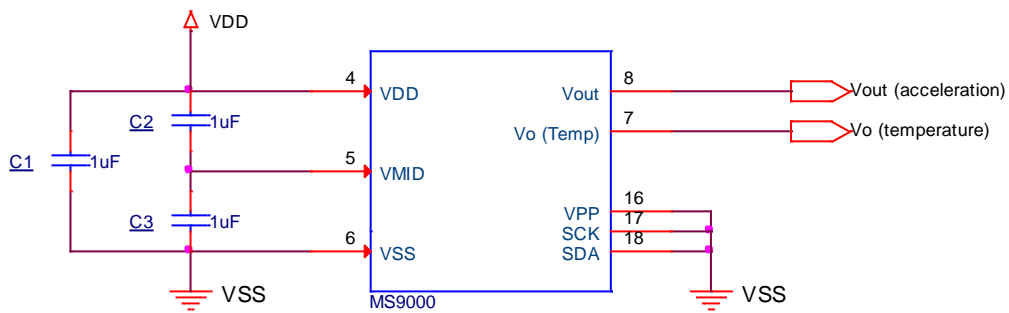 VDD
4
VDD
8
Vout
Vout (acceleration)
C2
1uF
7
Vo (Temp)
Vo (temperature)
C1
1uF
5
VMID
C3
1uF
16
VPP
17
SCK
18
SDA
6
VSS
VSS
MS9000
VSS